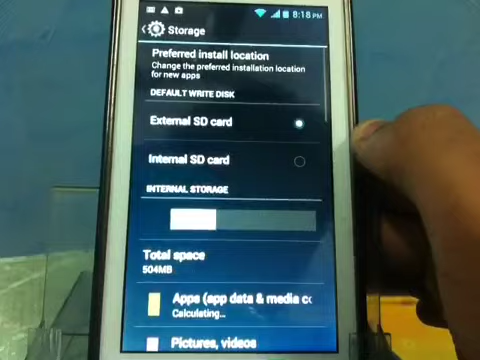 8:18 PM
Storage
Preferred install location
Change the preferred installation location
for new apps
DEFAULT WRITE DISK
External SD card
Internal SD card
INTERNAL STORAGE
Total space
504MB
Apps (app data & media c
Calculating...
Pictures, videos